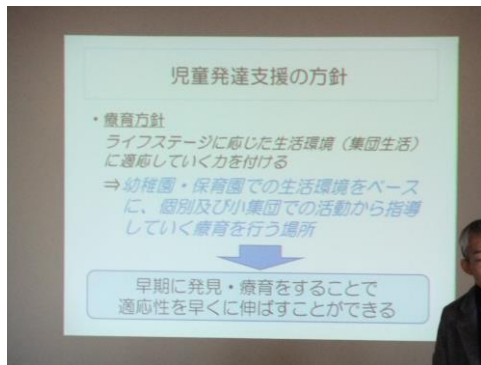 児童発達支援の方針
・療育方針
ライフステージに応じた生活環境（集団生活）
に適応していく力を付ける
⇒幼稚園・保育園での生活環境をベース
に、個別及び小集団での活動から指導
していく療育を行う場所
早期に発見・療育をすることで
適応性を早くに伸ばすことができる